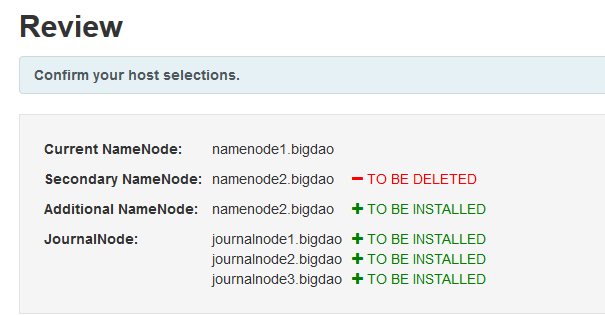 Review
Confirm your host selections.
Current NameNode: namenode1.bigdao
Secondary NameNode: namenode2.bigdao TO BE DELETED
Additional NameNode: namenode2.bigdao TO BE INSTALLED
JournalNode: journalnode1.bigdao TO BE INSTALLED
journalnode2.bigdao TO BE INSTALLED
journalnode3.bigdao TO BE INSTALLED